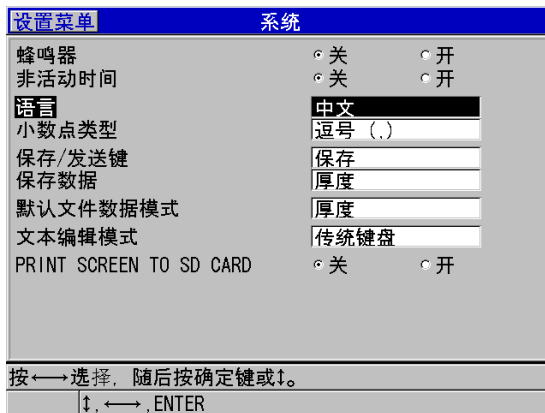 设置菜单 系统
蜂鸣器 关 开
非活动时间 关 开
语言 中文
小数点类型 逗号 (,)
保存/发送键 保存
保存数据 厚度
默认文件数据模式 厚度
文本编辑模式 传统键盘
PRINT SCREEN TO SD CARD 关 开
按←→选择, 随后按确定键或↕。
↕,←→,ENTER